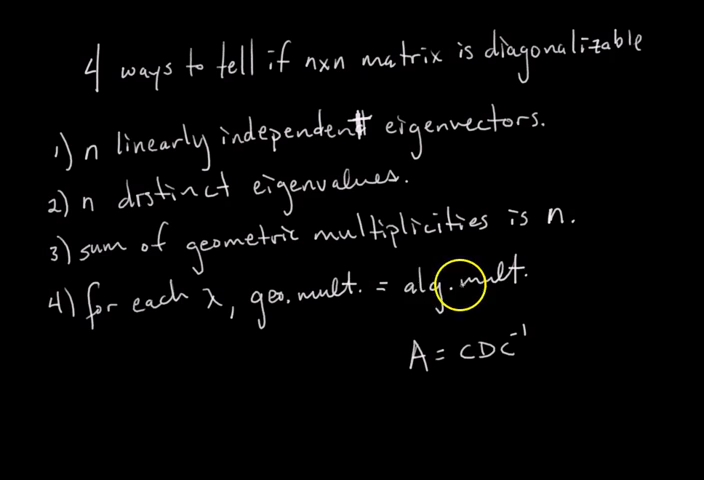 4 ways to tell if nxn matrix is diagonalizable
1) n linearly independent eigenvectors.
2) n distinct eigenvalues.
3) sum of geometric multiplicities is n.
4) for each λ, geo. mult. = alg. mult.
A = CDC⁻¹